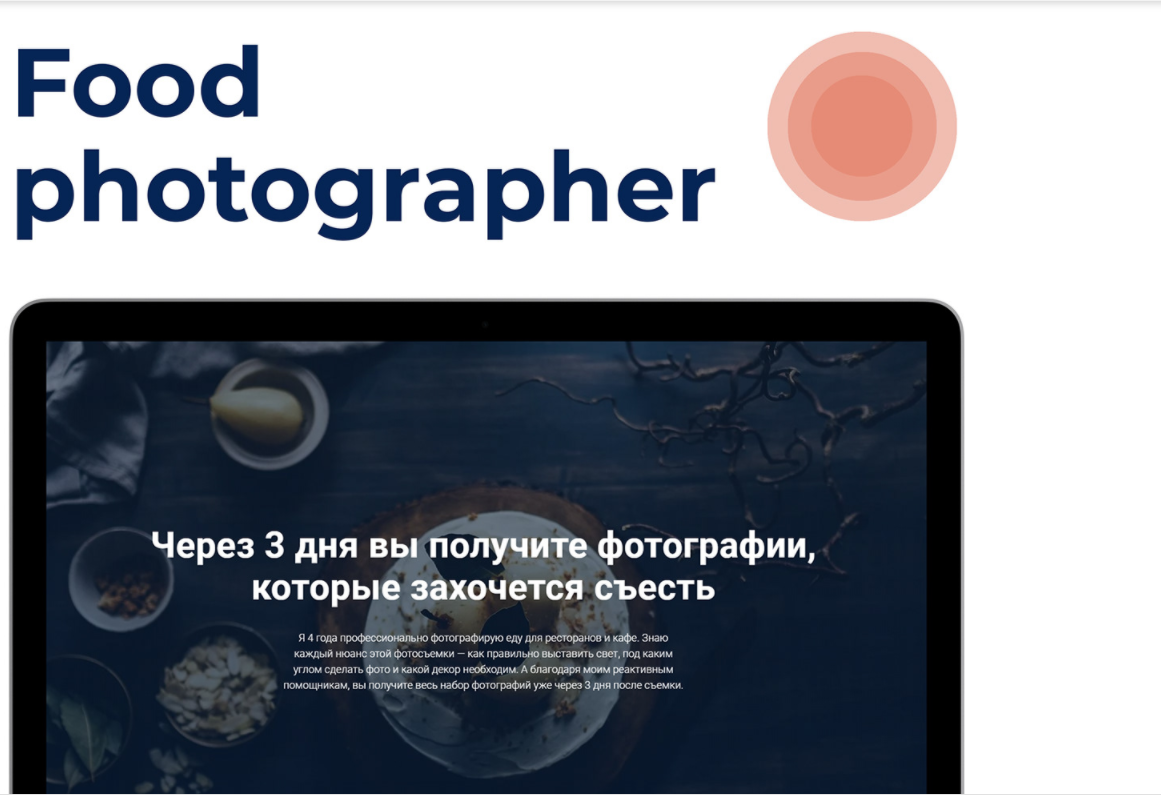 Food
photographer
Через 3 дня вы получите фотографии,
которые захочется съесть
Я 4 года профессионально фотографирую еду для ресторанов и кафе. Знаю
каждый нюанс этой фотосъемки — как правильно выставить свет, под каким
углом сделать фото и какой декор необходим. А благодаря моим реактивным
помощникам, вы получите весь набор фотографий уже через 3 дня после съемки.